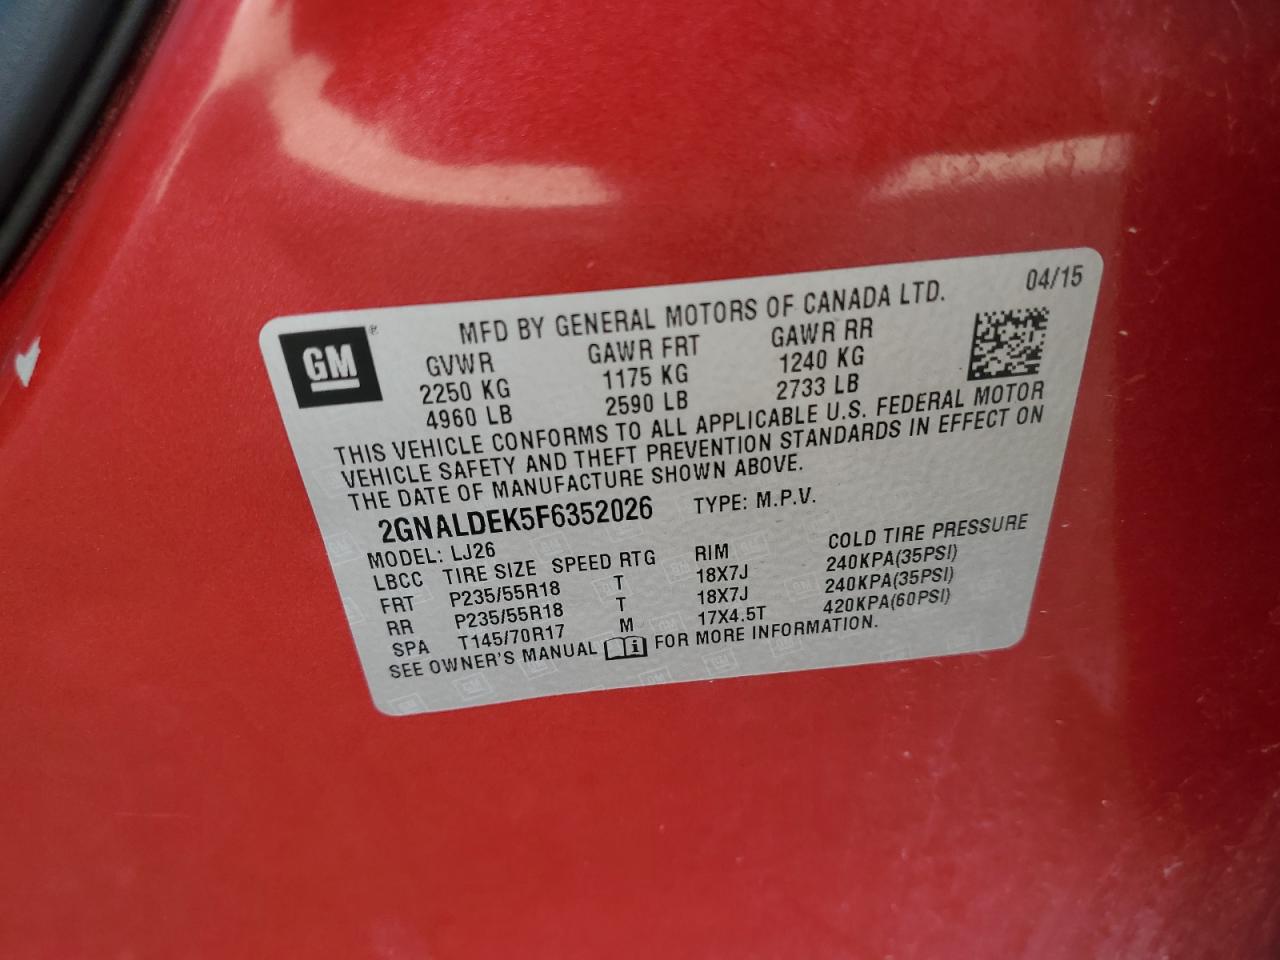 MFD BY GENERAL MOTORS OF CANADA LTD. 04/15
GM ®
GVWR GAWR FRT GAWR RR
2250 KG 1175 KG 1240 KG
4960 LB 2590 LB 2733 LB
THIS VEHICLE CONFORMS TO ALL APPLICABLE U.S. FEDERAL MOTOR
VEHICLE SAFETY AND THEFT PREVENTION STANDARDS IN EFFECT ON
THE DATE OF MANUFACTURE SHOWN ABOVE.
2GNALDEK5F6352026 TYPE: M.P.V.
MODEL: LJ26
LBCC TIRE SIZE SPEED RTG RIM COLD TIRE PRESSURE
FRT P235/55R18 T 18X7J 240KPA(35PSI)
RR P235/55R18 T 18X7J 240KPA(35PSI)
SPA T145/70R17 M 17X4.5T 420KPA(60PSI)
SEE OWNER'S MANUAL i FOR MORE INFORMATION.